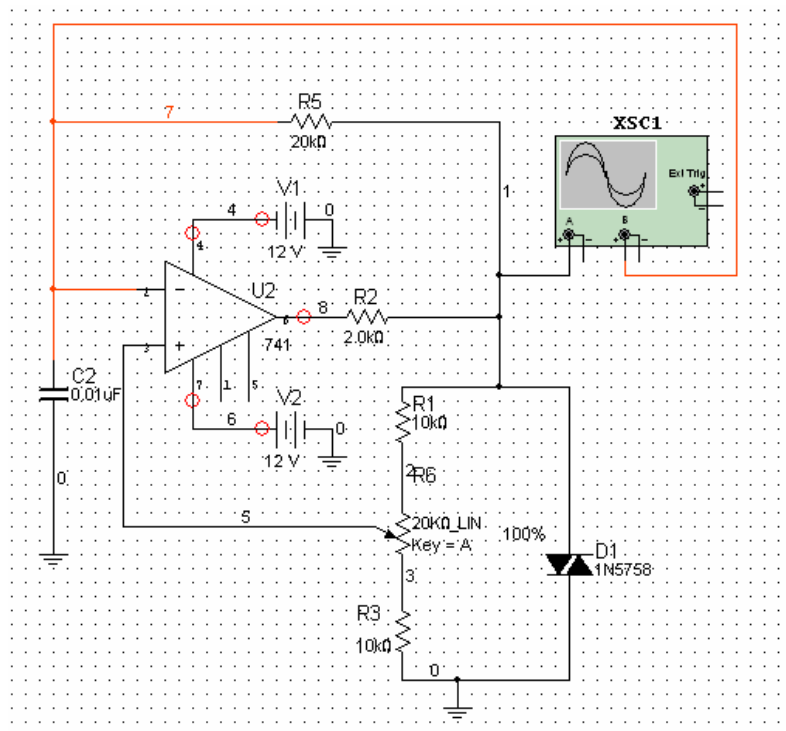 7
R5
20kΩ
XSC1
Ext Trig
+
−
A
B
+ −
+ −
1
V1
4
0
4
12 V
2
−
U2
6
8
R2
2.0kΩ
3
+
741
7
1
5
C2
0.01uF
V2
6
0
12 V
R1
10kΩ
0
2
R6
5
20KΩ_LIN
Key = A
100%
D1
1N5758
3
R3
10kΩ
0